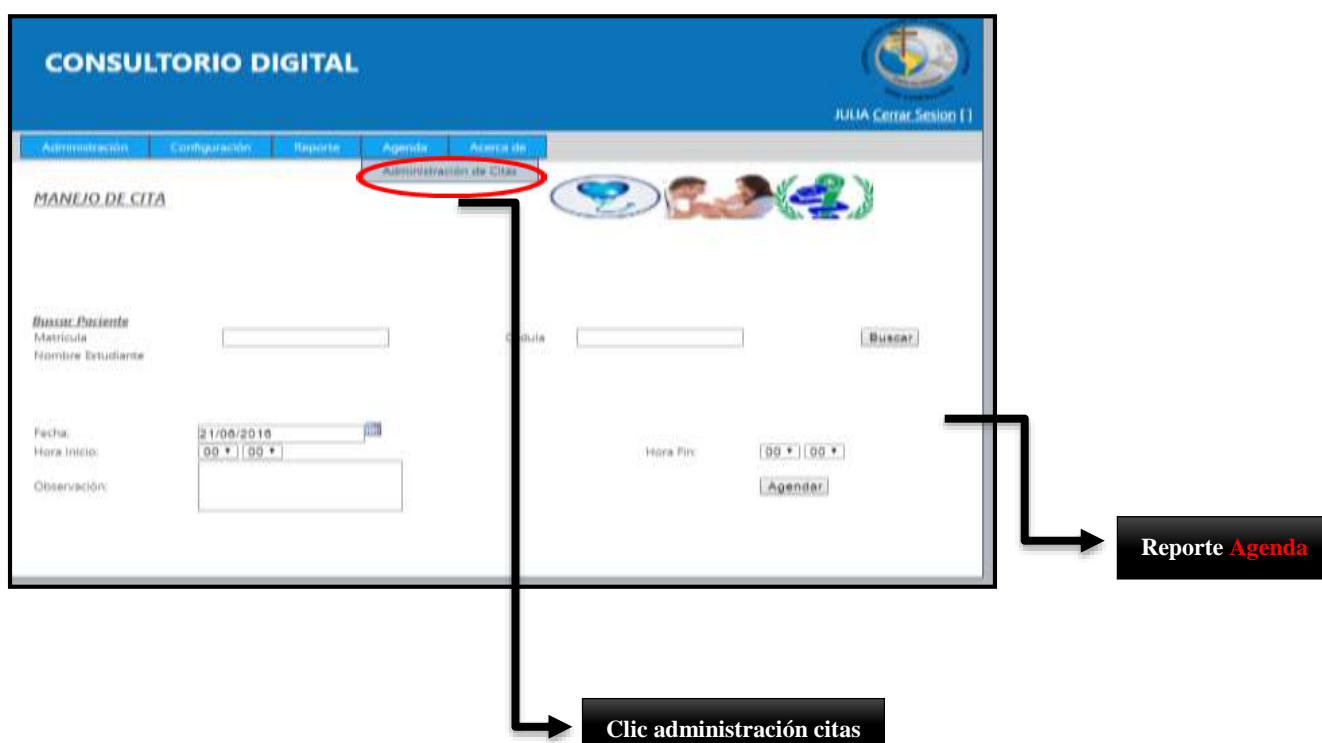 CONSULTORIO DIGITAL
JULIA Cerrar Sesion [ ]
Administración Configuración Reporte Agenda Acerca de
Administración de Citas
MANEJO DE CITA
Buscar Paciente
Matricula Cedula Buscar
Nombre Estudiante
Fecha: 21/06/2016
Hora Inicio: 00 00 Hora Fin: 00 00
Observación: Agendar
Reporte Agenda
Clic administración citas